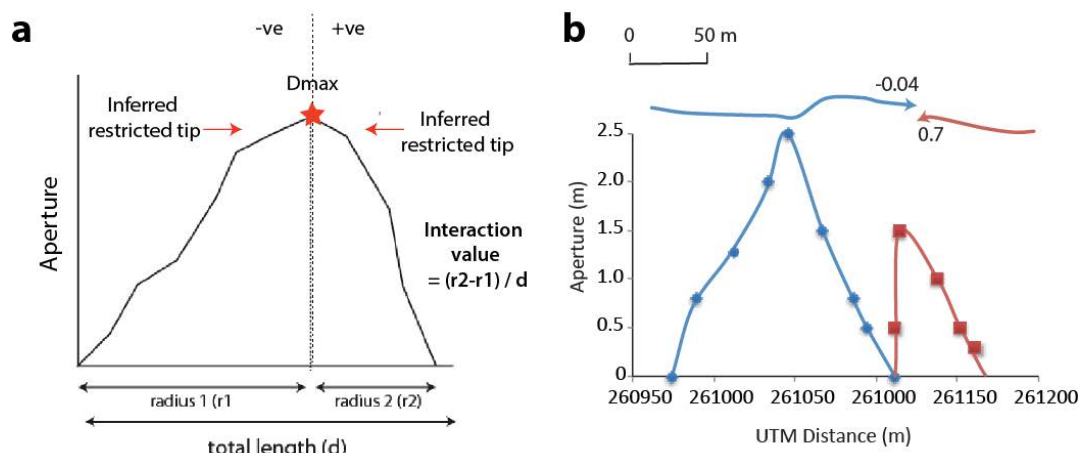 a
-ve
+ve
Dmax
Inferred
restricted tip
Inferred
restricted tip
Aperture
Interaction
value
= (r2-r1) / d
radius 1 (r1
radius 2 (r2)
total length (d)
b
0
50 m
-0.04
0.7
2.5
2.0
1.5
1.0
0.5
0
Aperture (m)
260950
261000
261050
261000
261150
261200
UTM Distance (m)